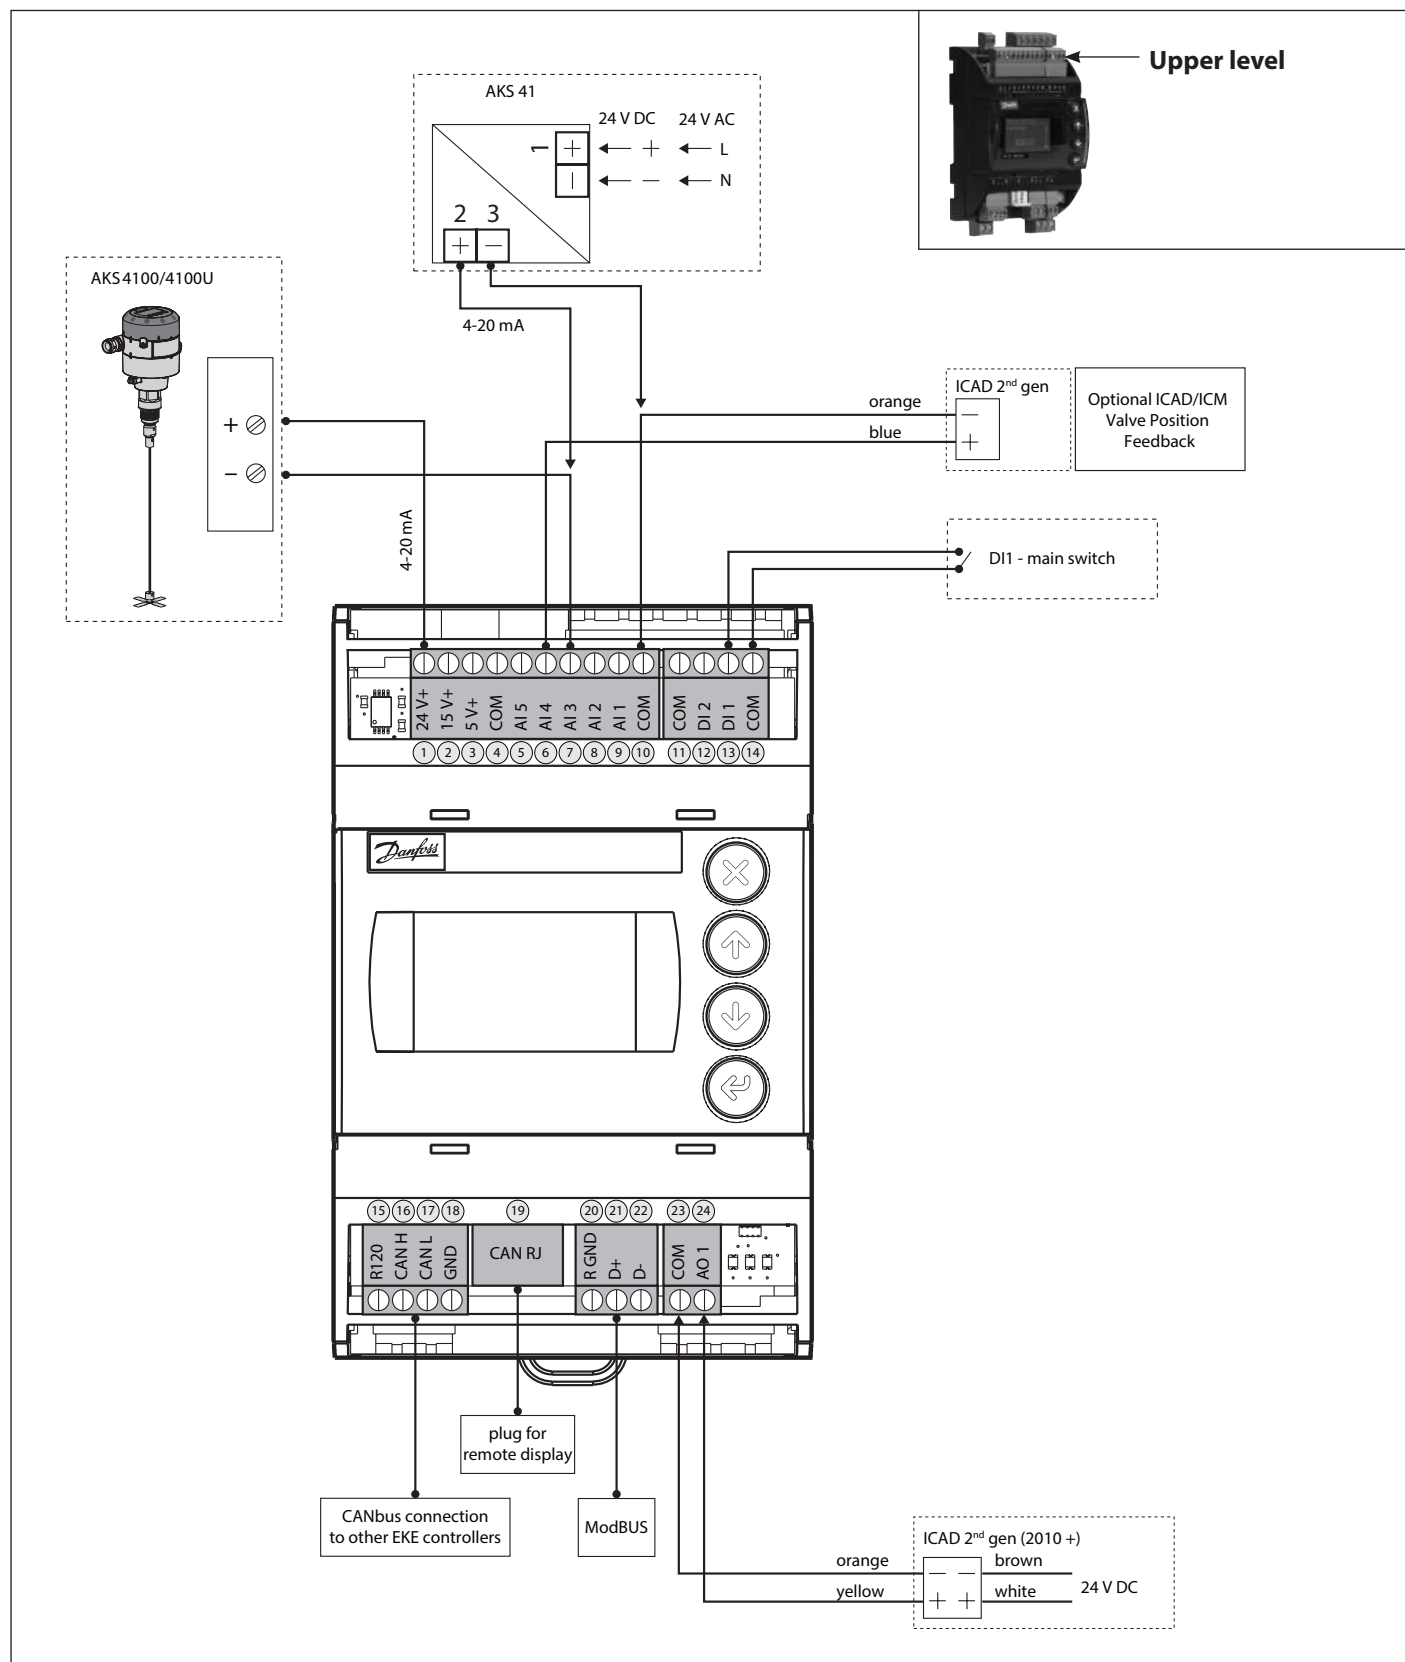 Upper level
AKS 41
24 V DC 24 V AC
1 + + L
− − N
2 3
+ −
4-20 mA
AKS 4100/4100U
+
−
4-20 mA
ICAD 2nd gen
orange −
blue +
Optional ICAD/ICM
Valve Position
Feedback
DI1 - main switch
24 V+
15 V+
5 V+
COM
AI 5
AI 4
AI 3
AI 2
AI 1
COM
COM
DI 2
DI 1
COM
1 2 3 4 5 6 7 8 9 10 11 12 13 14
Danfoss
15 16 17 18 19 20 21 22 23 24
R120
CAN H
CAN L
GND
CAN RJ
R GND
D+
D-
COM
AO 1
plug for
remote display
CANbus connection
to other EKE controllers
ModBUS
ICAD 2nd gen (2010 +)
orange − − brown
yellow + + white
24 V DC